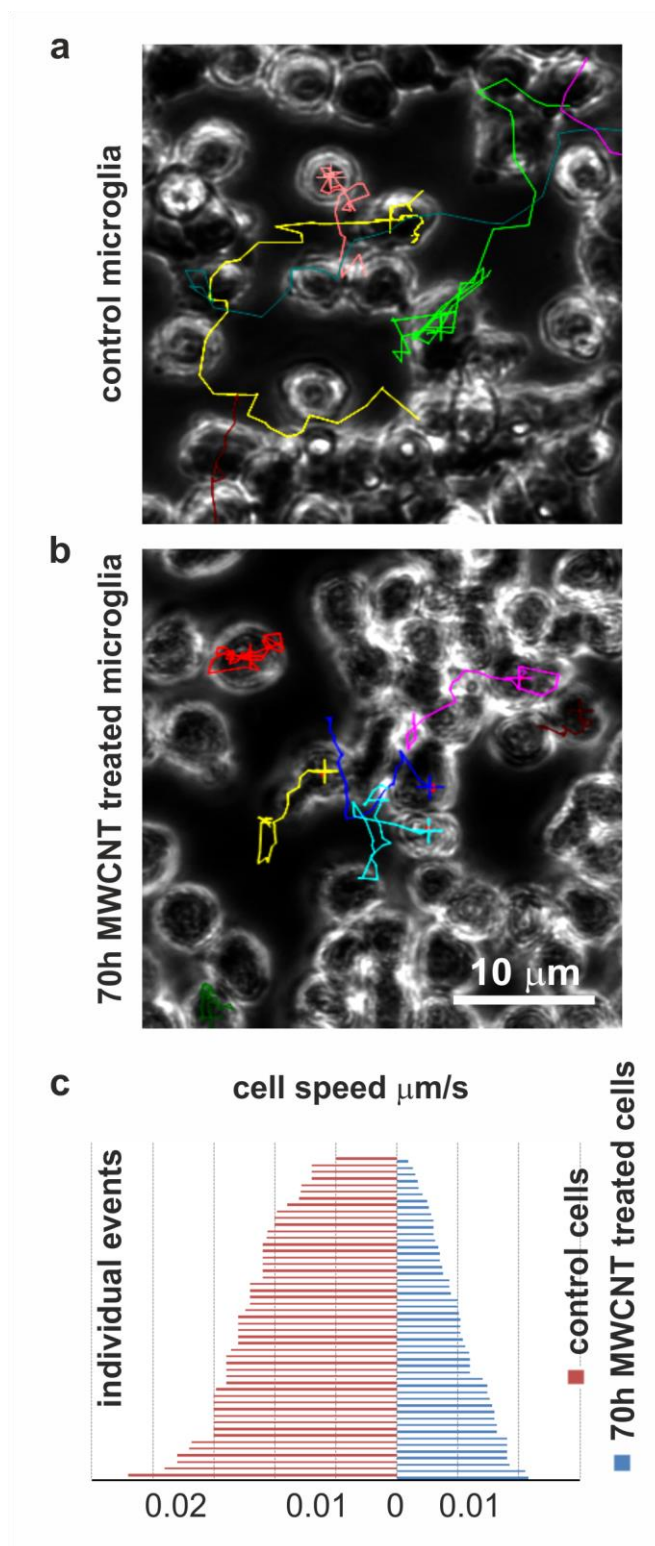 a
control microglia
b
70h MWCNT treated microglia
10 μm
c
cell speed μm/s
individual events
control cells
70h MWCNT treated cells
0.02 0.01 0 0.01